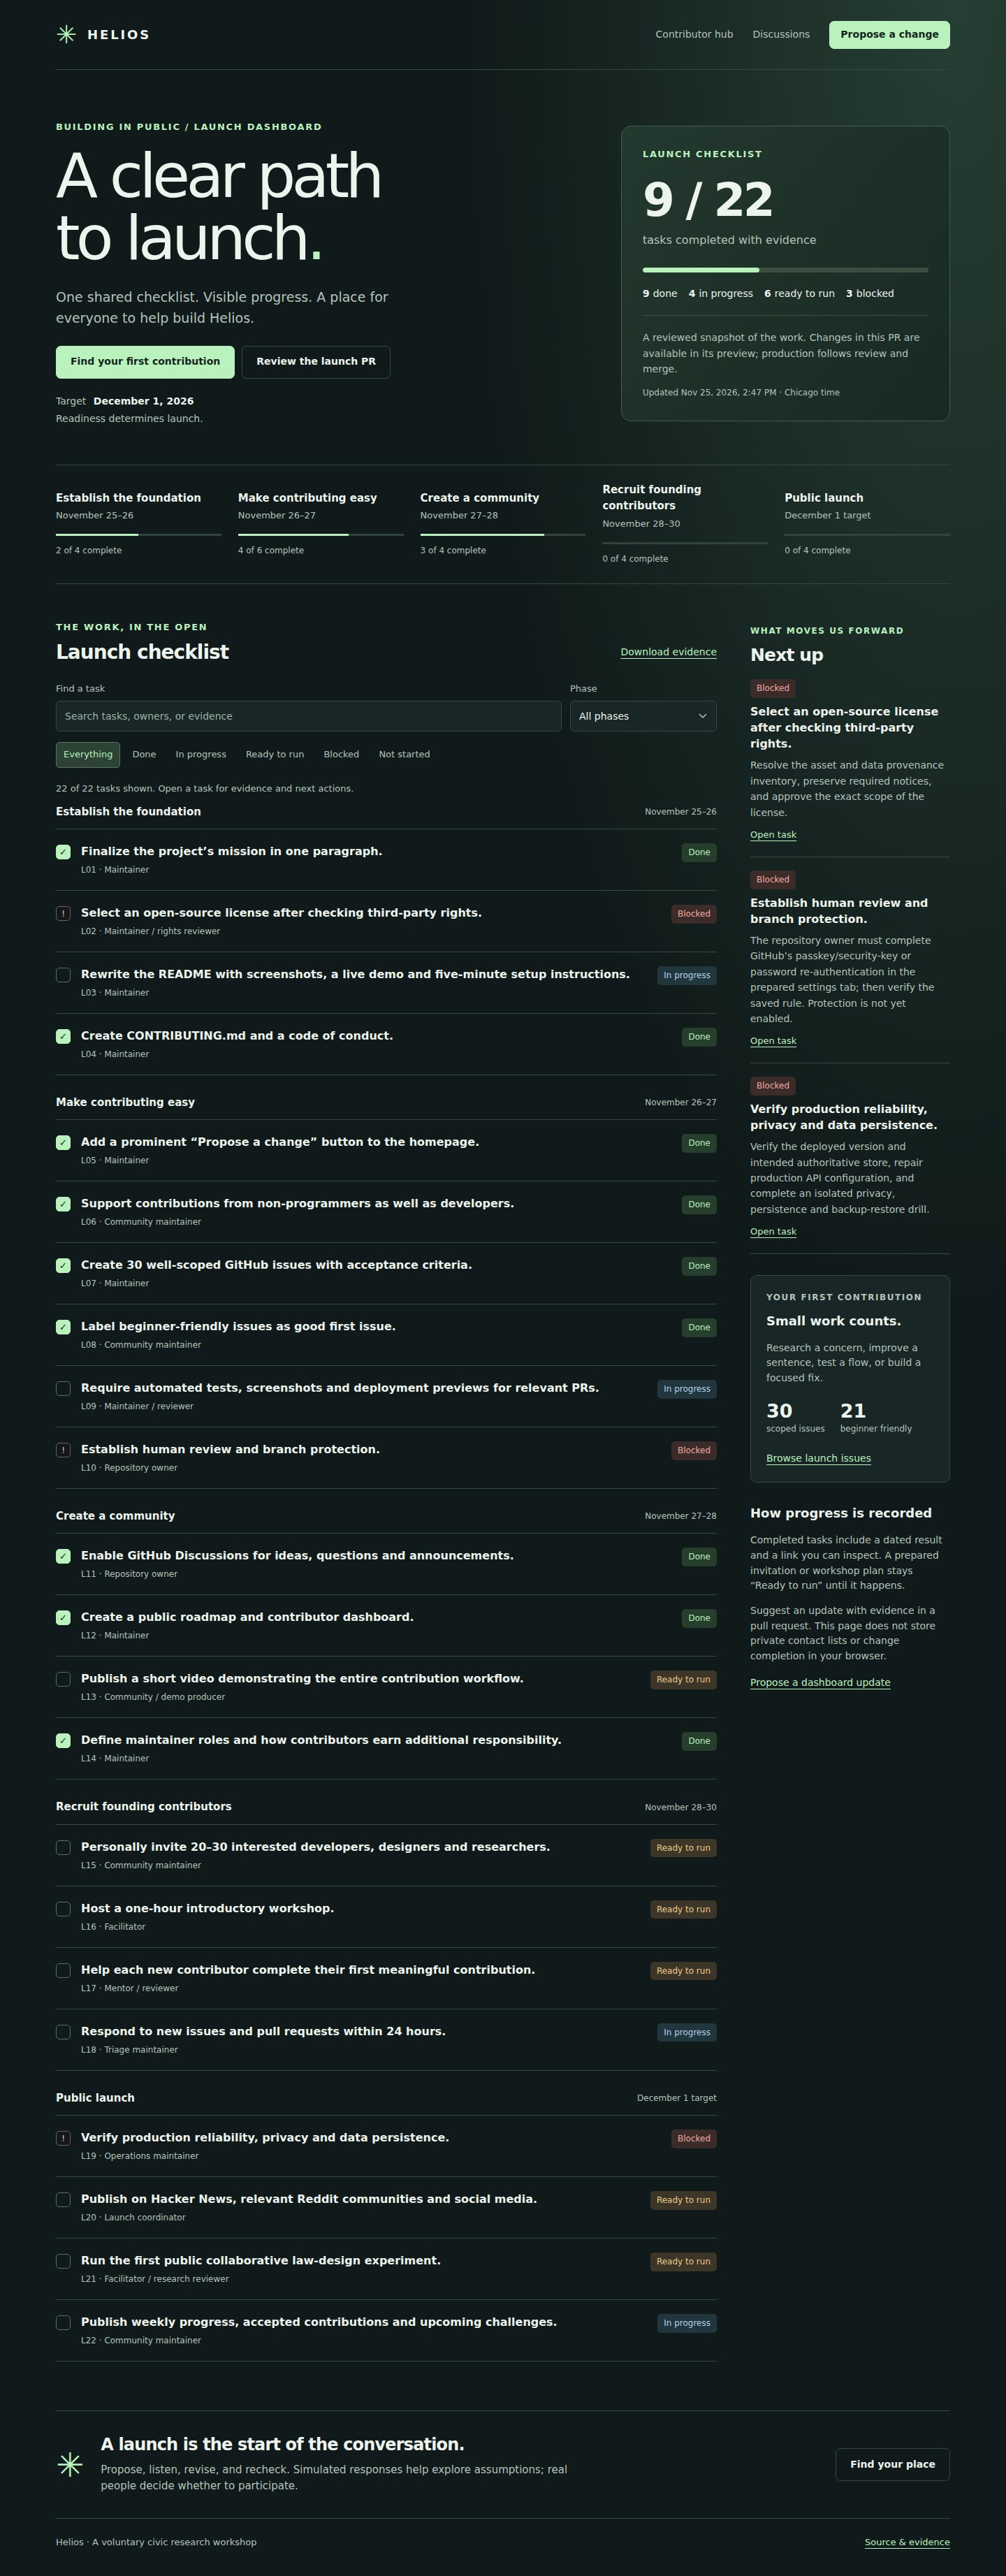 HELIOS
Contributor hub
Discussions
Propose a change
BUILDING IN PUBLIC / LAUNCH DASHBOARD
A clear path
to launch.
One shared checklist. Visible progress. A place for
everyone to help build Helios.
Find your first contribution
Review the launch PR
Target December 1, 2026
Readiness determines launch.
LAUNCH CHECKLIST
9 / 22
tasks completed with evidence
9 done 4 in progress 6 ready to run 3 blocked
A reviewed snapshot of the work. Changes in this PR are
available in its preview; production follows review and
merge.
Updated Nov 25, 2026, 2:47 PM · Chicago time
Establish the foundation
November 25–26
2 of 4 complete
Make contributing easy
November 26–27
4 of 6 complete
Create a community
November 27–28
3 of 4 complete
Recruit founding
contributors
November 28–30
0 of 4 complete
Public launch
December 1 target
0 of 4 complete
THE WORK, IN THE OPEN
Launch checklist
Download evidence
Find a task
Search tasks, owners, or evidence
Phase
All phases
Everything
Done
In progress
Ready to run
Blocked
Not started
22 of 22 tasks shown. Open a task for evidence and next actions.
Establish the foundation
November 25–26
✓ Finalize the project’s mission in one paragraph.
Done
L01 · Maintainer
! Select an open-source license after checking third-party rights.
Blocked
L02 · Maintainer / rights reviewer
Rewrite the README with screenshots, a live demo and five-minute setup instructions.
In progress
L03 · Maintainer
✓ Create CONTRIBUTING.md and a code of conduct.
Done
L04 · Maintainer
Make contributing easy
November 26–27
✓ Add a prominent “Propose a change” button to the homepage.
Done
L05 · Maintainer
✓ Support contributions from non-programmers as well as developers.
Done
L06 · Community maintainer
✓ Create 30 well-scoped GitHub issues with acceptance criteria.
Done
L07 · Maintainer
✓ Label beginner-friendly issues as good first issue.
Done
L08 · Community maintainer
Require automated tests, screenshots and deployment previews for relevant PRs.
In progress
L09 · Maintainer / reviewer
! Establish human review and branch protection.
Blocked
L10 · Repository owner
Create a community
November 27–28
✓ Enable GitHub Discussions for ideas, questions and announcements.
Done
L11 · Repository owner
✓ Create a public roadmap and contributor dashboard.
Done
L12 · Maintainer
Publish a short video demonstrating the entire contribution workflow.
Ready to run
L13 · Community / demo producer
✓ Define maintainer roles and how contributors earn additional responsibility.
Done
L14 · Maintainer
Recruit founding contributors
November 28–30
Personally invite 20–30 interested developers, designers and researchers.
Ready to run
L15 · Community maintainer
Host a one-hour introductory workshop.
Ready to run
L16 · Facilitator
Help each new contributor complete their first meaningful contribution.
Ready to run
L17 · Mentor / reviewer
Respond to new issues and pull requests within 24 hours.
In progress
L18 · Triage maintainer
Public launch
December 1 target
! Verify production reliability, privacy and data persistence.
Blocked
L19 · Operations maintainer
Publish on Hacker News, relevant Reddit communities and social media.
Ready to run
L20 · Launch coordinator
Run the first public collaborative law-design experiment.
Ready to run
L21 · Facilitator / research reviewer
Publish weekly progress, accepted contributions and upcoming challenges.
In progress
L22 · Community maintainer
WHAT MOVES US FORWARD
Next up
Blocked
Select an open-source license
after checking third-party
rights.
Resolve the asset and data provenance
inventory, preserve required notices,
and approve the exact scope of the
license.
Open task
Blocked
Establish human review and
branch protection.
The repository owner must complete
GitHub’s passkey/security-key or
password re-authentication in the
prepared settings tab; then verify the
saved rule. Protection is not yet
enabled.
Open task
Blocked
Verify production reliability,
privacy and data persistence.
Verify the deployed version and
intended authoritative store, repair
production API configuration, and
complete an isolated privacy,
persistence and backup-restore drill.
Open task
YOUR FIRST CONTRIBUTION
Small work counts.
Research a concern, improve a
sentence, test a flow, or build a
focused fix.
30
scoped issues
21
beginner friendly
Browse launch issues
How progress is recorded
Completed tasks include a dated result
and a link you can inspect. A prepared
invitation or workshop plan stays
“Ready to run” until it happens.
Suggest an update with evidence in a
pull request. This page does not store
private contact lists or change
completion in your browser.
Propose a dashboard update
A launch is the start of the conversation.
Propose, listen, revise, and recheck. Simulated responses help explore assumptions; real
people decide whether to participate.
Find your place
Helios · A voluntary civic research workshop
Source & evidence